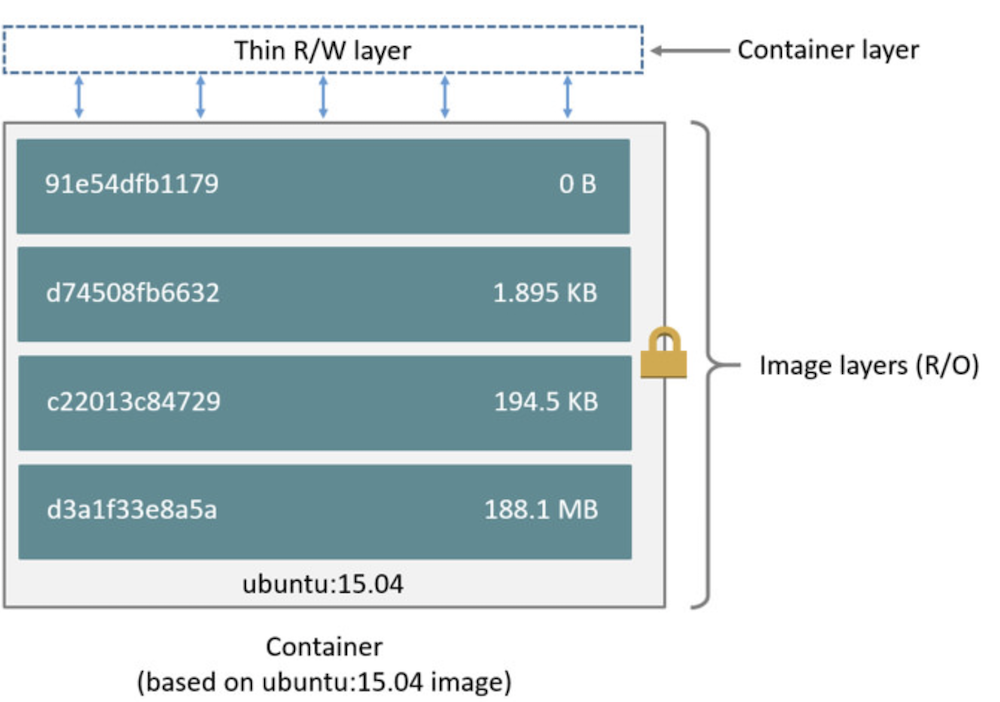 Thin R/W layer
Container layer
91e54dfb1179 0 B
d74508fb6632 1.895 KB
c22013c84729 194.5 KB
Image layers (R/O)
d3a1f33e8a5a 188.1 MB
ubuntu:15.04
Container
(based on ubuntu:15.04 image)